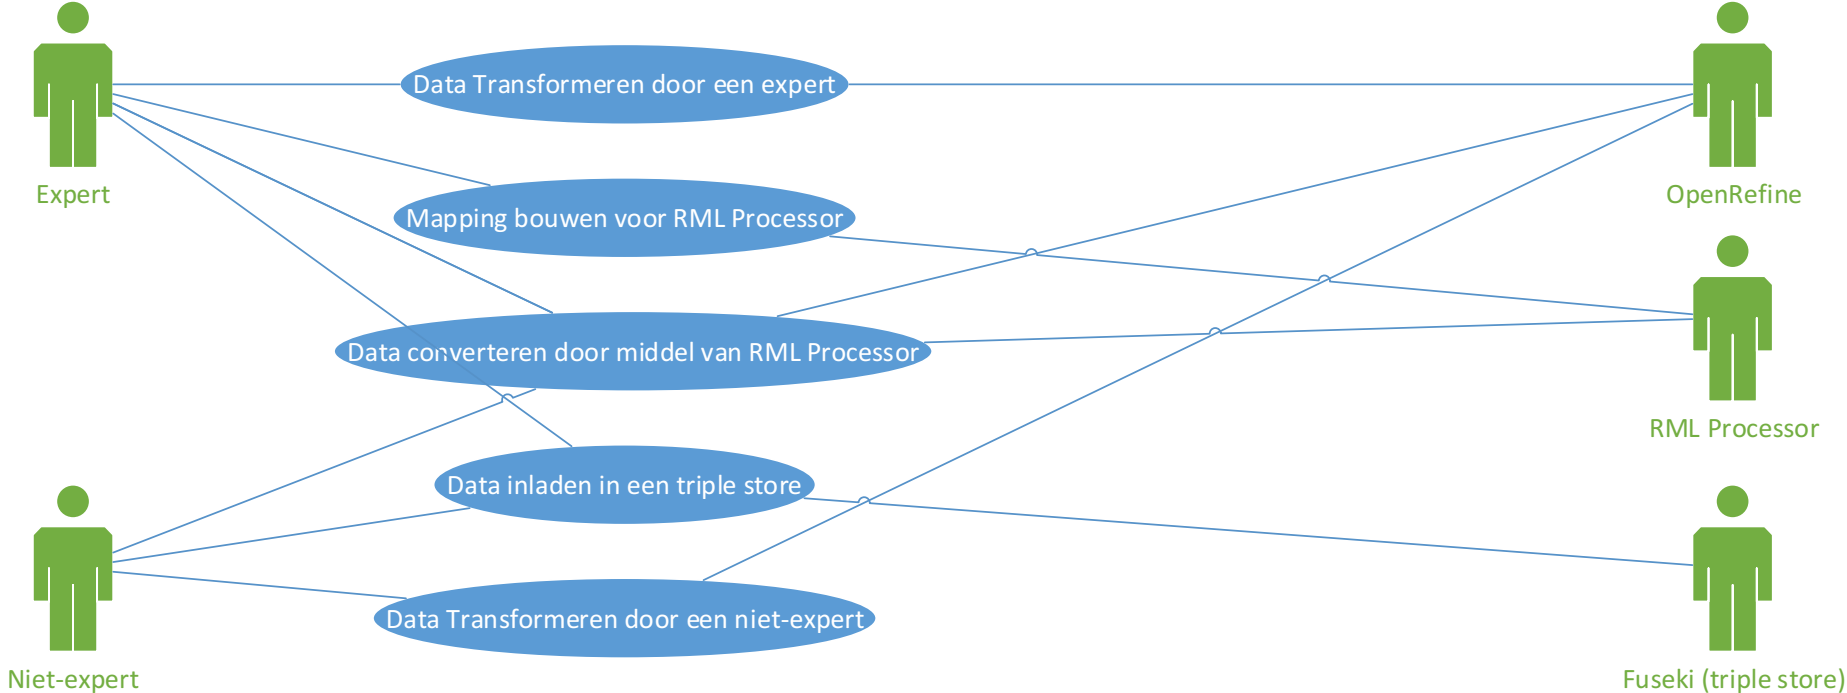 Data Transformeren door een expert
Expert
OpenRefine
Mapping bouwen voor RML Processor
Data converteren door middel van RML Processor
RML Processor
Data inladen in een triple store
Data Transformeren door een niet-expert
Niet-expert
Fuseki (triple store)